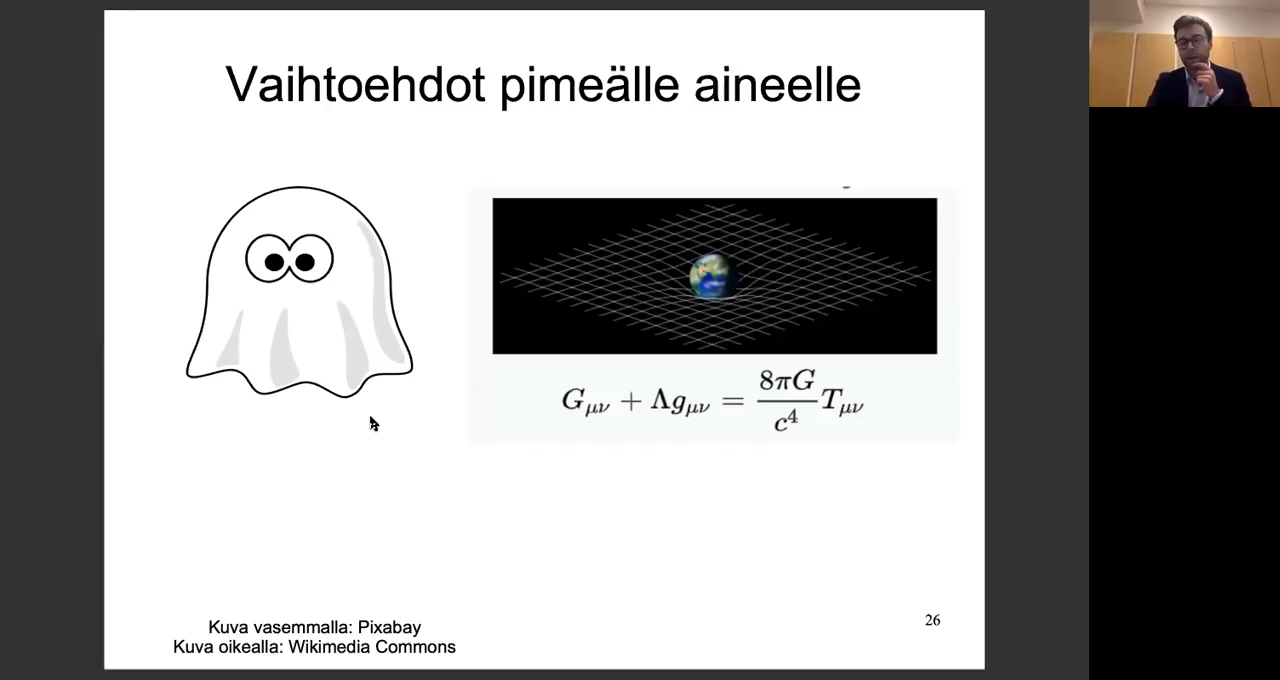 Vaihtoehdot pimeälle aineelle
G_{μν} + Λg_{μν} = \frac{8πG}{c^4} T_{μν}
Kuva vasemmalla: Pixabay
Kuva oikealla: Wikimedia Commons
26